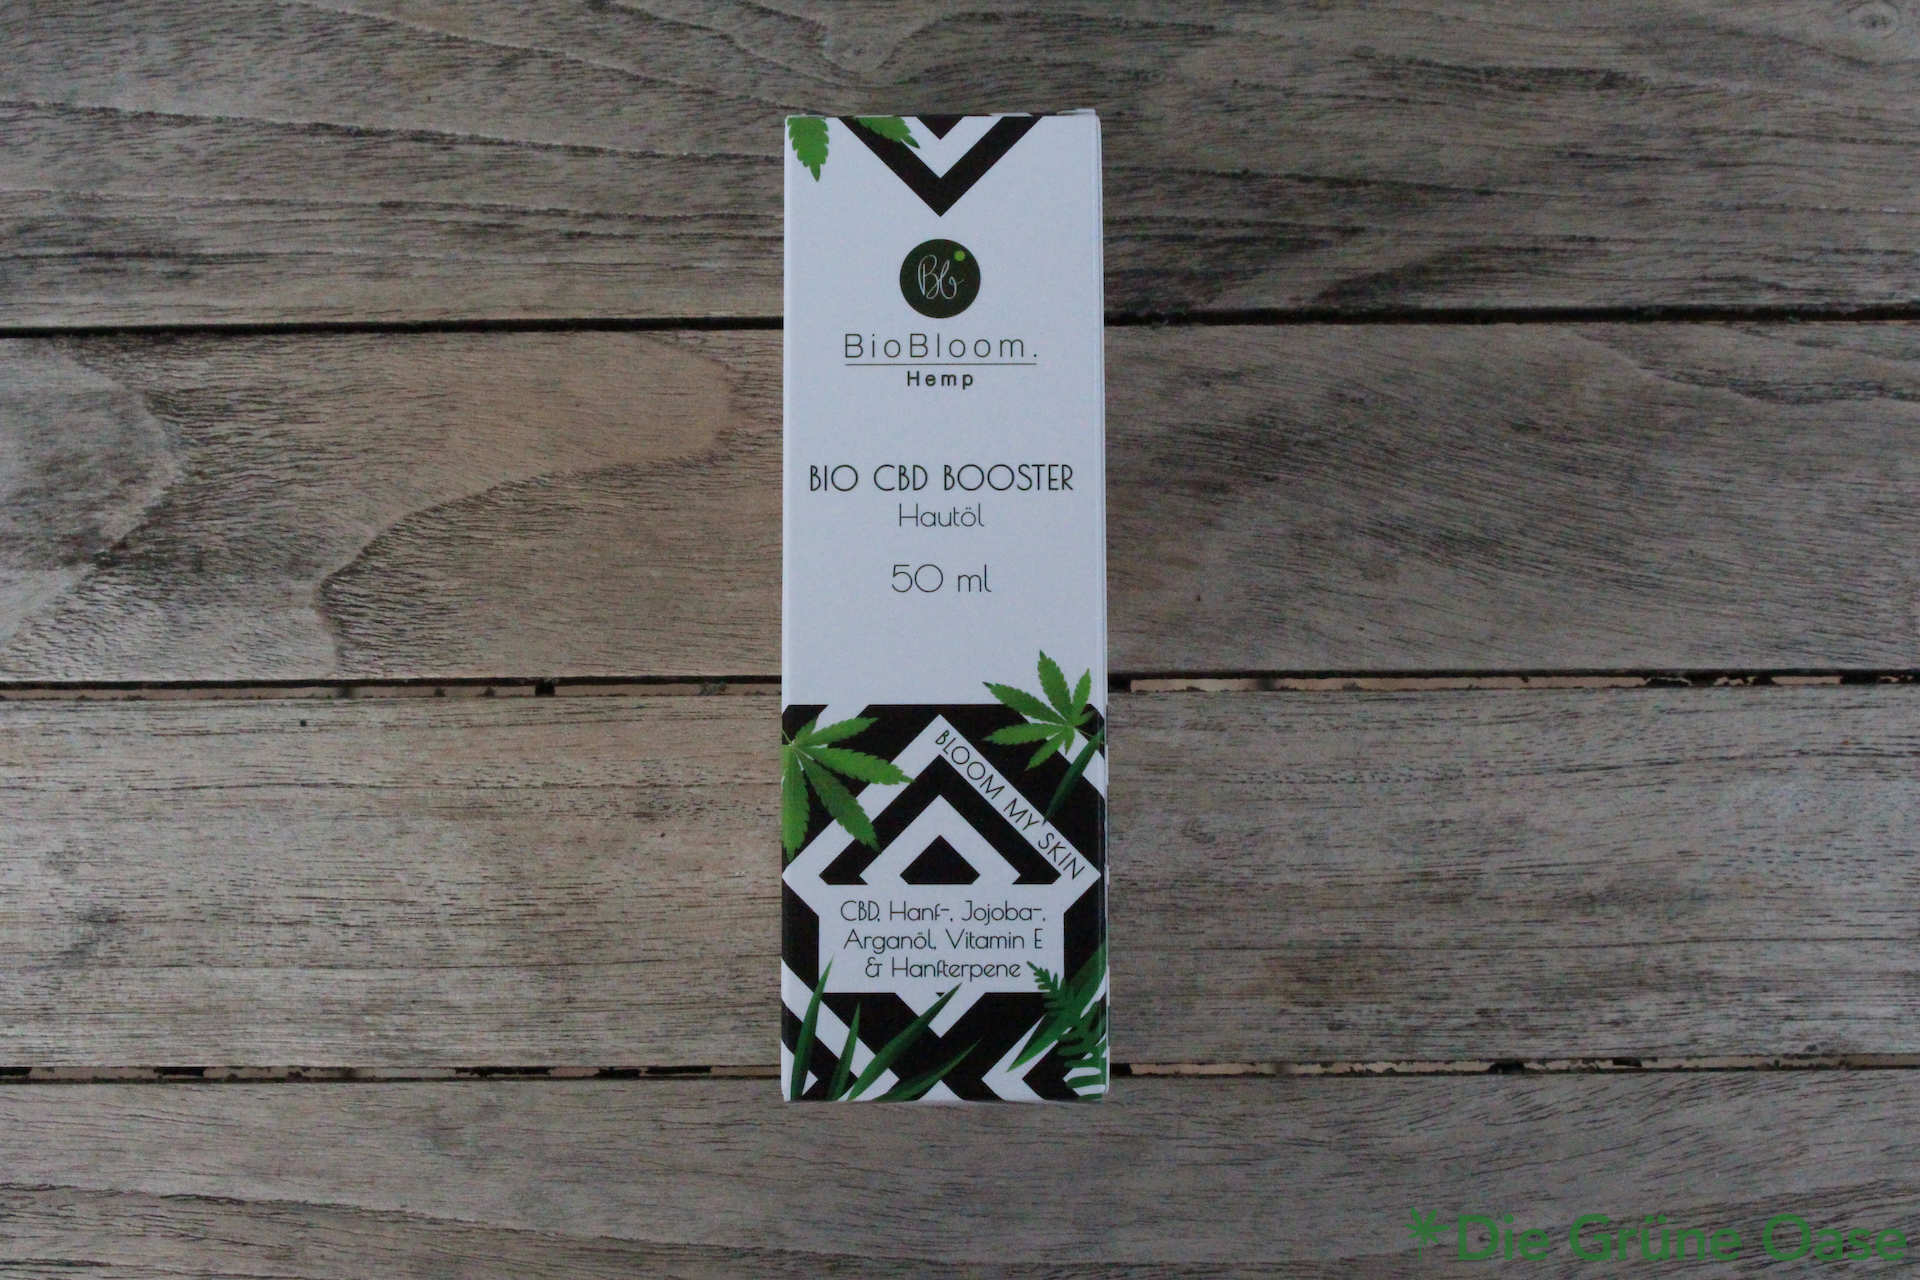 Bb
BioBloom.
Hemp
BIO CBD BOOSTER
Hautöl
50 ml
BLOOM MY SKIN
CBD, Hanf-, Jojoba-,
Arganöl, Vitamin E
& Hanfterpene
Die Grüne Oase